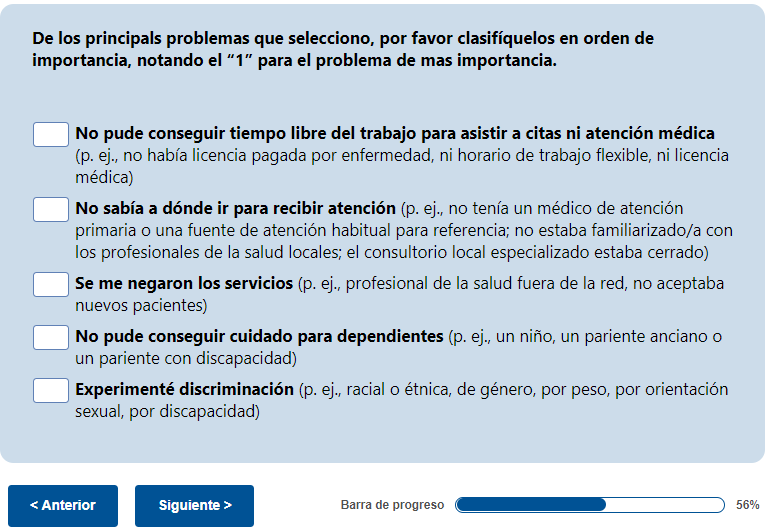 De los principals problemas que selecciono, por favor clasifíquelos en orden de
importancia, notando el “1” para el problema de mas importancia.
No pude conseguir tiempo libre del trabajo para asistir a citas ni atención médica
(p. ej., no había licencia pagada por enfermedad, ni horario de trabajo flexible, ni licencia
médica)
No sabía a dónde ir para recibir atención (p. ej., no tenía un médico de atención
primaria o una fuente de atención habitual para referencia; no estaba familiarizado/a con
los profesionales de la salud locales; el consultorio local especializado estaba cerrado)
Se me negaron los servicios (p. ej., profesional de la salud fuera de la red, no aceptaba
nuevos pacientes)
No pude conseguir cuidado para dependientes (p. ej., un niño, un pariente anciano o
un pariente con discapacidad)
Experimenté discriminación (p. ej., racial o étnica, de género, por peso, por orientación
sexual, por discapacidad)
< Anterior Siguiente > Barra de progreso 56%